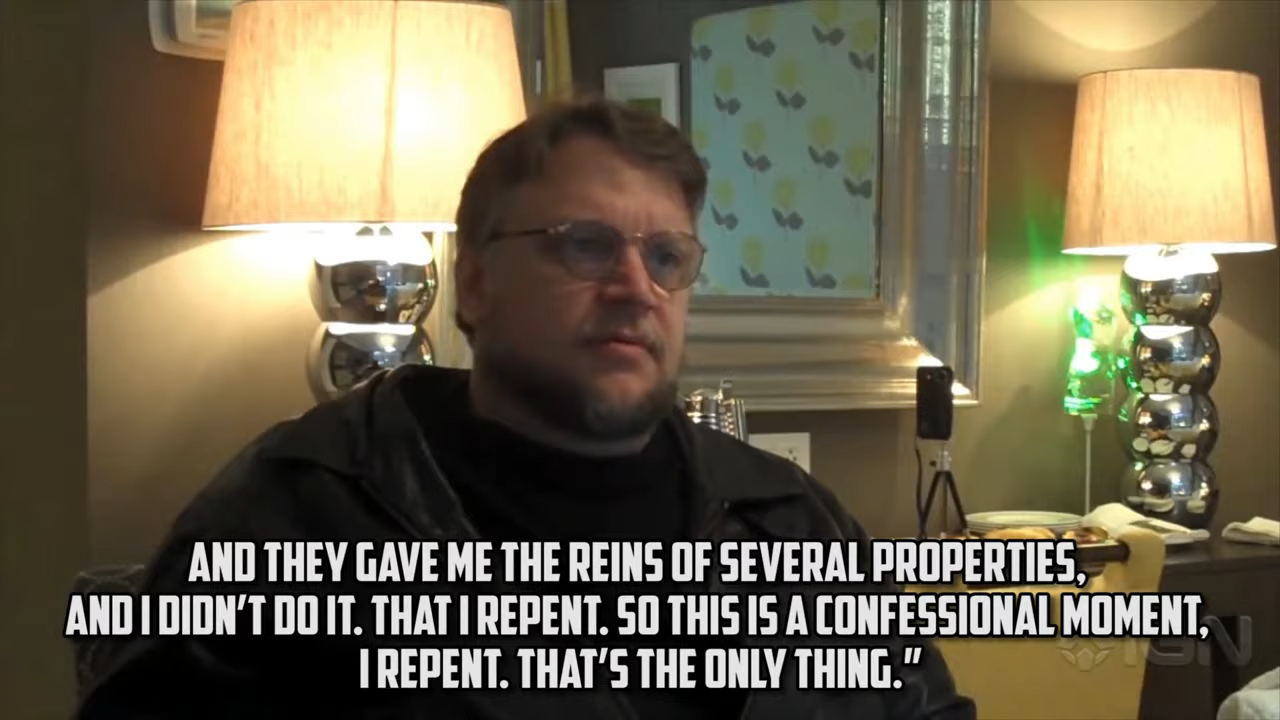 AND THEY GAVE ME THE REINS OF SEVERAL PROPERTIES,
AND I DIDN'T DO IT. THAT I REPENT. SO THIS IS A CONFESSIONAL MOMENT,
I REPENT. THAT'S THE ONLY THING.”
IGN